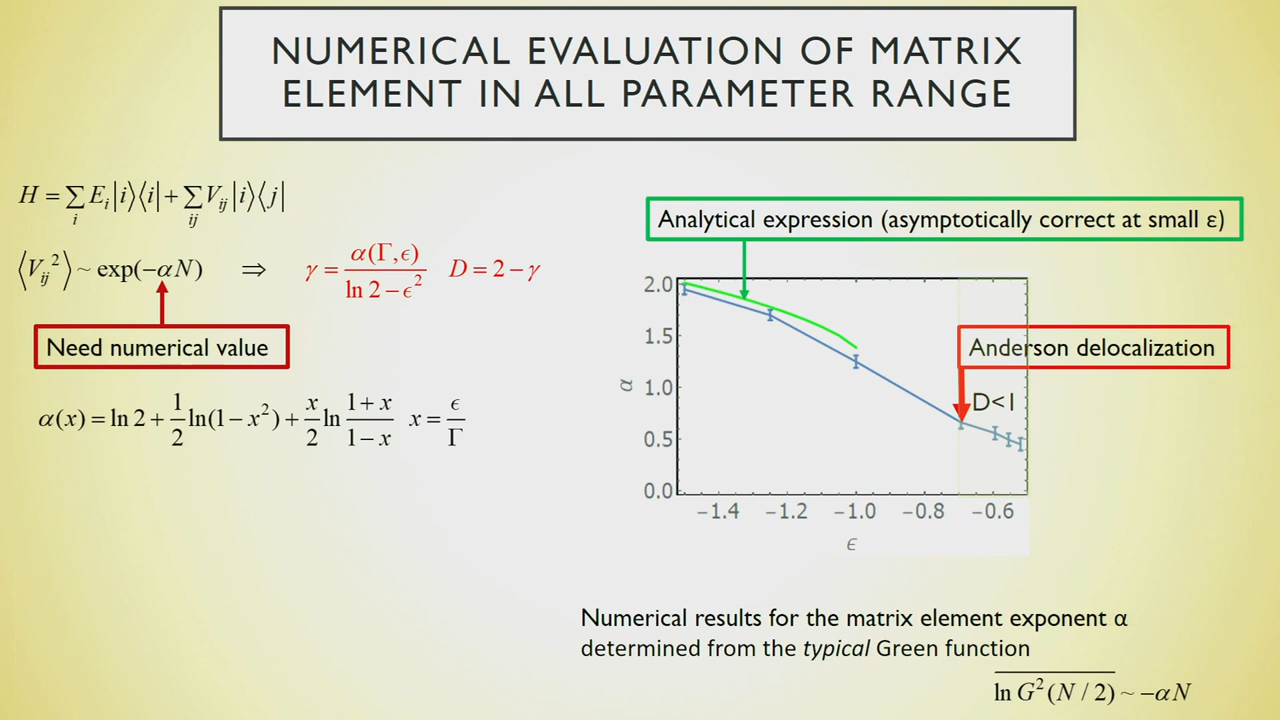 NUMERICAL EVALUATION OF MATRIX
ELEMENT IN ALL PARAMETER RANGE
H = ∑_i E_i|i⟩⟨i| + ∑_ij V_ij|i⟩⟨j|
⟨V_ij²⟩ ~ exp(−αN) ⇒ γ = α(Γ,ϵ) / (ln 2 − ϵ²) D = 2 − γ
Need numerical value
α(x) = ln 2 + 1/2 ln(1 − x²) + x/2 ln (1 + x)/(1 − x) x = ϵ/Γ
Analytical expression (asymptotically correct at small ε)
Anderson delocalization
D<1
α
2.0
1.5
1.0
0.5
0.0
−1.4 −1.2 −1.0 −0.8 −0.6
ϵ
Numerical results for the matrix element exponent α
determined from the typical Green function
ln G²(N / 2) ~ −αN